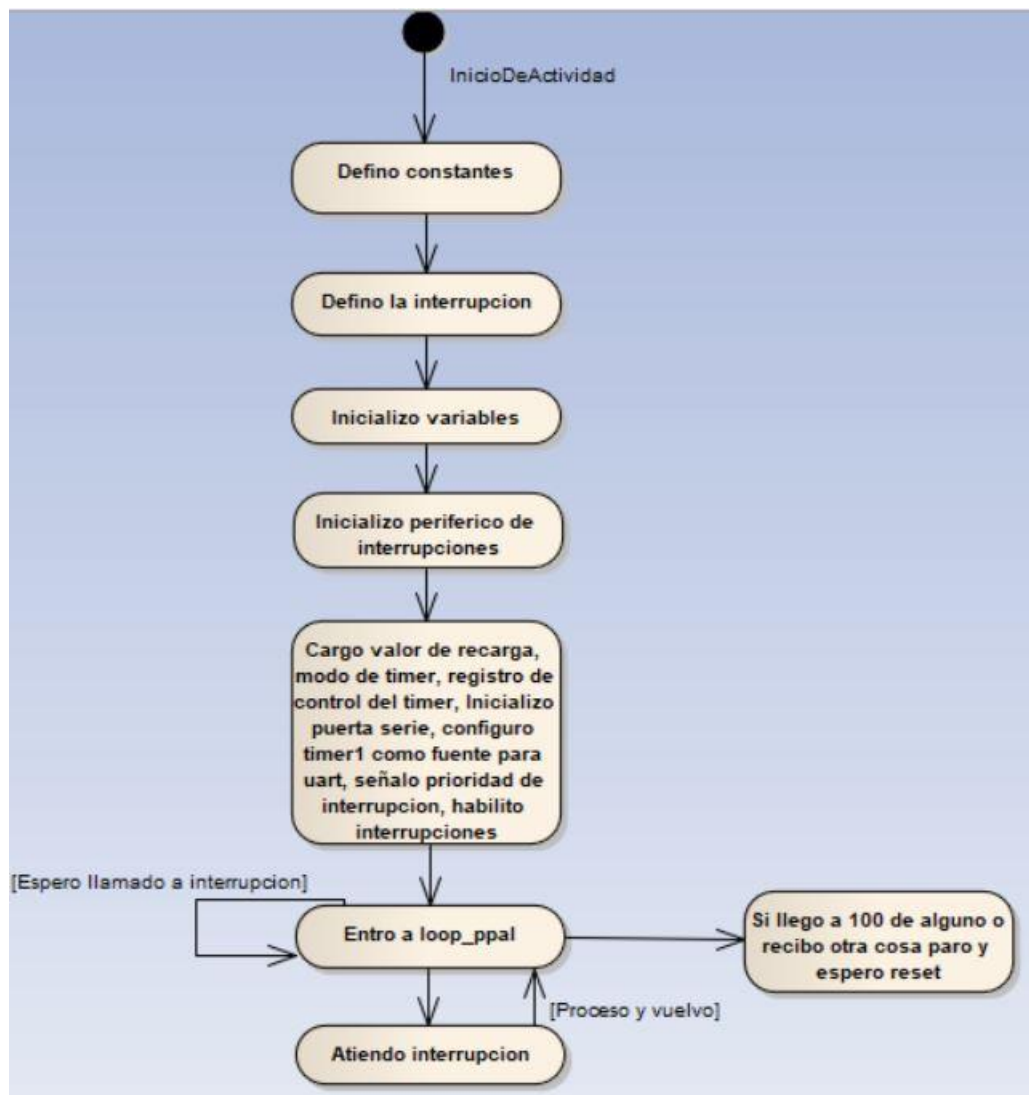 InicioDeActividad
Defino constantes
Defino la interrupcion
Inicializo variables
Inicializo periferico de
interrupciones
Cargo valor de recarga,
modo de timer, registro de
control del timer, Inicializo
puerta serie, configuro
timer1 como fuente para
uart, señalo prioridad de
interrupcion, habilito
interrupciones
[Espero llamado a interrupcion]
Entro a loop_ppal
Si llego a 100 de alguno o
recibo otra cosa paro y
espero reset
[Proceso y vuelvo]
Atiendo interrupcion